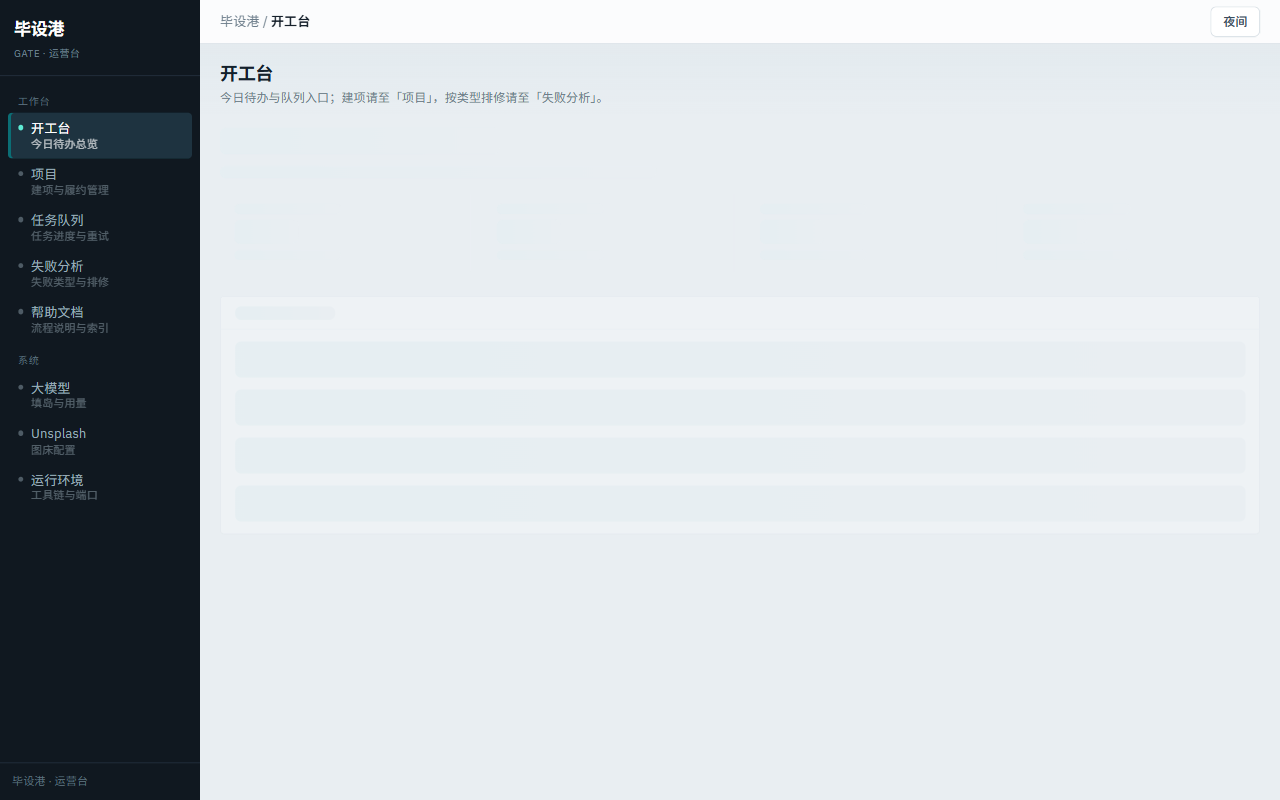 毕设港
GATE · 运营台
工作台
开工台
今日待办总览
项目
建项与履约管理
任务队列
任务进度与重试
失败分析
失败类型与排修
帮助文档
流程说明与索引
系统
大模型
填岛与用量
Unsplash
图床配置
运行环境
工具链与端口
毕设港 · 运营台
毕设港 / 开工台
夜间
开工台
今日待办与队列入口；建项请至「项目」，按类型排修请至「失败分析」。